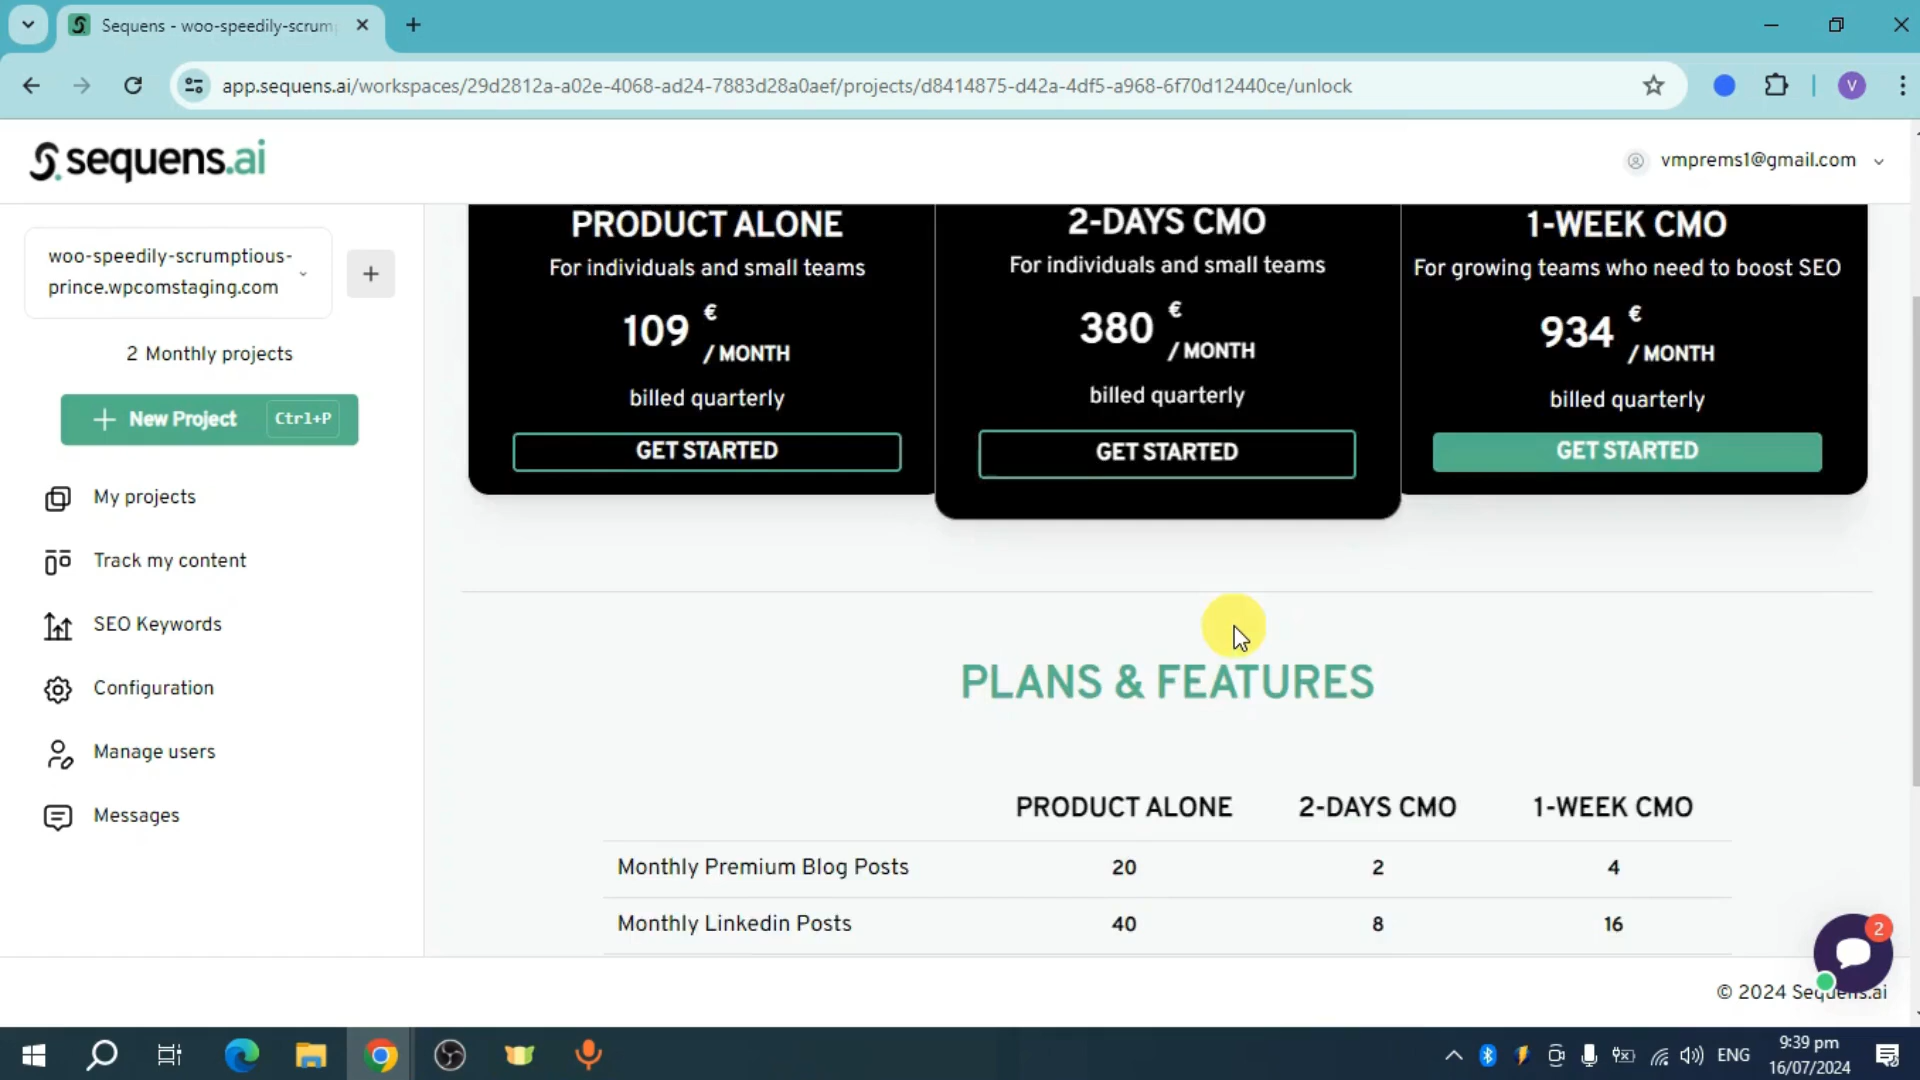 Sequens - woo-speedily-scrum
app.sequens.ai/workspaces/29d2812a-a02e-4068-ad24-7883d28a0aef/projects/d8414875-d42a-4df5-a968-6f70d12440ce/unlock
V
sequens.ai
vmprems1@gmail.com
woo-speedily-scrumptious-
prince.wpcomstaging.com
2 Monthly projects
New Project Ctrl+P
My projects
Track my content
SEO Keywords
Configuration
Manage users
Messages
PRODUCT ALONE
For individuals and small teams
109 € / MONTH
billed quarterly
GET STARTED
2-DAYS CMO
For individuals and small teams
380 € / MONTH
billed quarterly
GET STARTED
1-WEEK CMO
For growing teams who need to boost SEO
934 € / MONTH
billed quarterly
GET STARTED
PLANS & FEATURES
PRODUCT ALONE 2-DAYS CMO 1-WEEK CMO
Monthly Premium Blog Posts 20 2 4
Monthly Linkedin Posts 40 8 16
2
© 2024 Sequens.ai
ENG
9:39 pm
16/07/2024